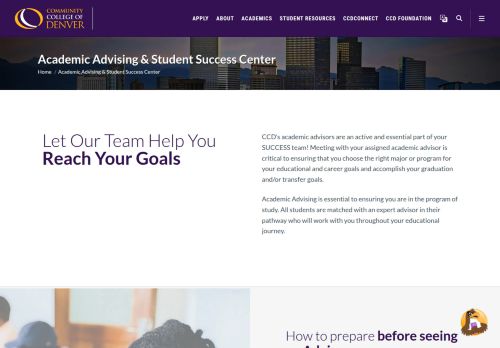 COMMUNITY
COLLEGE OF
DENVER
APPLY ABOUT ACADEMICS STUDENT RESOURCES CCDCONNECT CCD FOUNDATION
Academic Advising & Student Success Center
Home / Academic Advising & Student Success Center
Let Our Team Help You
Reach Your Goals
CCD's academic advisors are an active and essential part of your
SUCCESS team! Meeting with your assigned academic advisor is
critical to ensuring that you choose the right major or program for
your educational and career goals and accomplish your graduation
and/or transfer goals.
Academic Advising is essential to ensuring you are in the program of
study. All students are matched with an expert advisor in their
pathway who will work with you throughout your educational
journey.
How to prepare before seeing